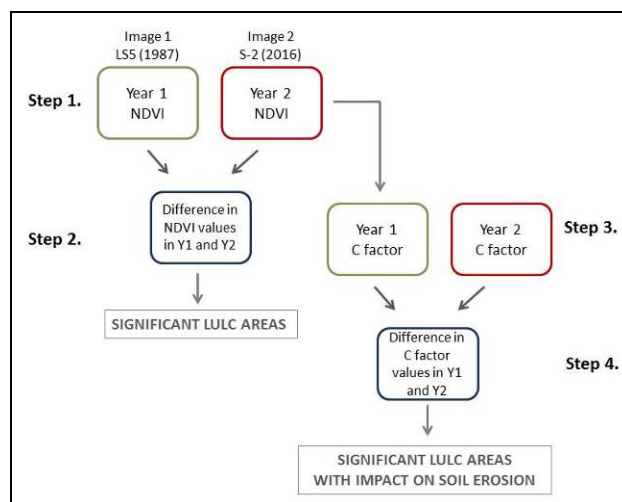 Image 1
LS5 (1987)
Image 2
S-2 (2016)
Step 1.
Year 1
NDVI
Year 2
NDVI
Step 2.
Difference in
NDVI values
in Y1 and Y2
Year 1
C factor
Year 2
C factor
Step 3.
SIGNIFICANT LULC AREAS
Difference in
C factor
values in Y1
and Y2
Step 4.
SIGNIFICANT LULC AREAS
WITH IMPACT ON SOIL EROSION